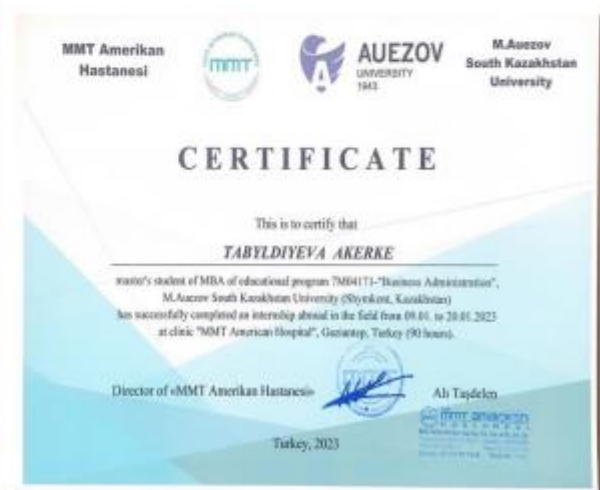 MMT Amerikan
Hastanesi
mmt
AUEZOV
UNIVERSITY
1943
M.Auezov
South Kazakhstan
University
CERTIFICATE
This is to certify that
TABYLDIYEVA AKERKE
master's student of MBA of educational program 7M04171-"Business Administration",
M.Auezov South Kazakhstan University (Shymkent, Kazakhstan)
has successfully completed an internship abroad in the field from 09.01. to 20.01.2023
at clinic "MMT American Hospital", Gaziantep, Turkey (90 hours).
Director of «MMT Amerikan Hastanesi»
Alı Taşdelen
mmt amerikan
Turkey, 2023